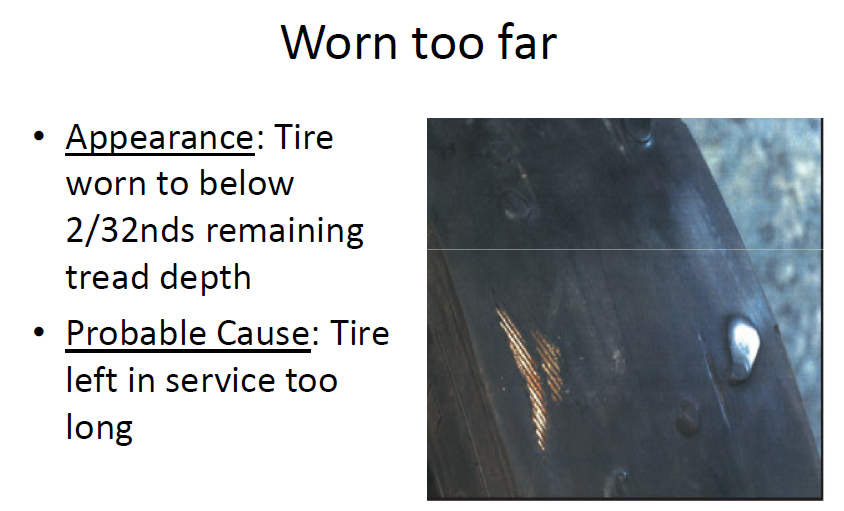 Worn too far
• Appearance: Tire
worn to below
2/32nds remaining
tread depth
• Probable Cause: Tire
left in service too
long